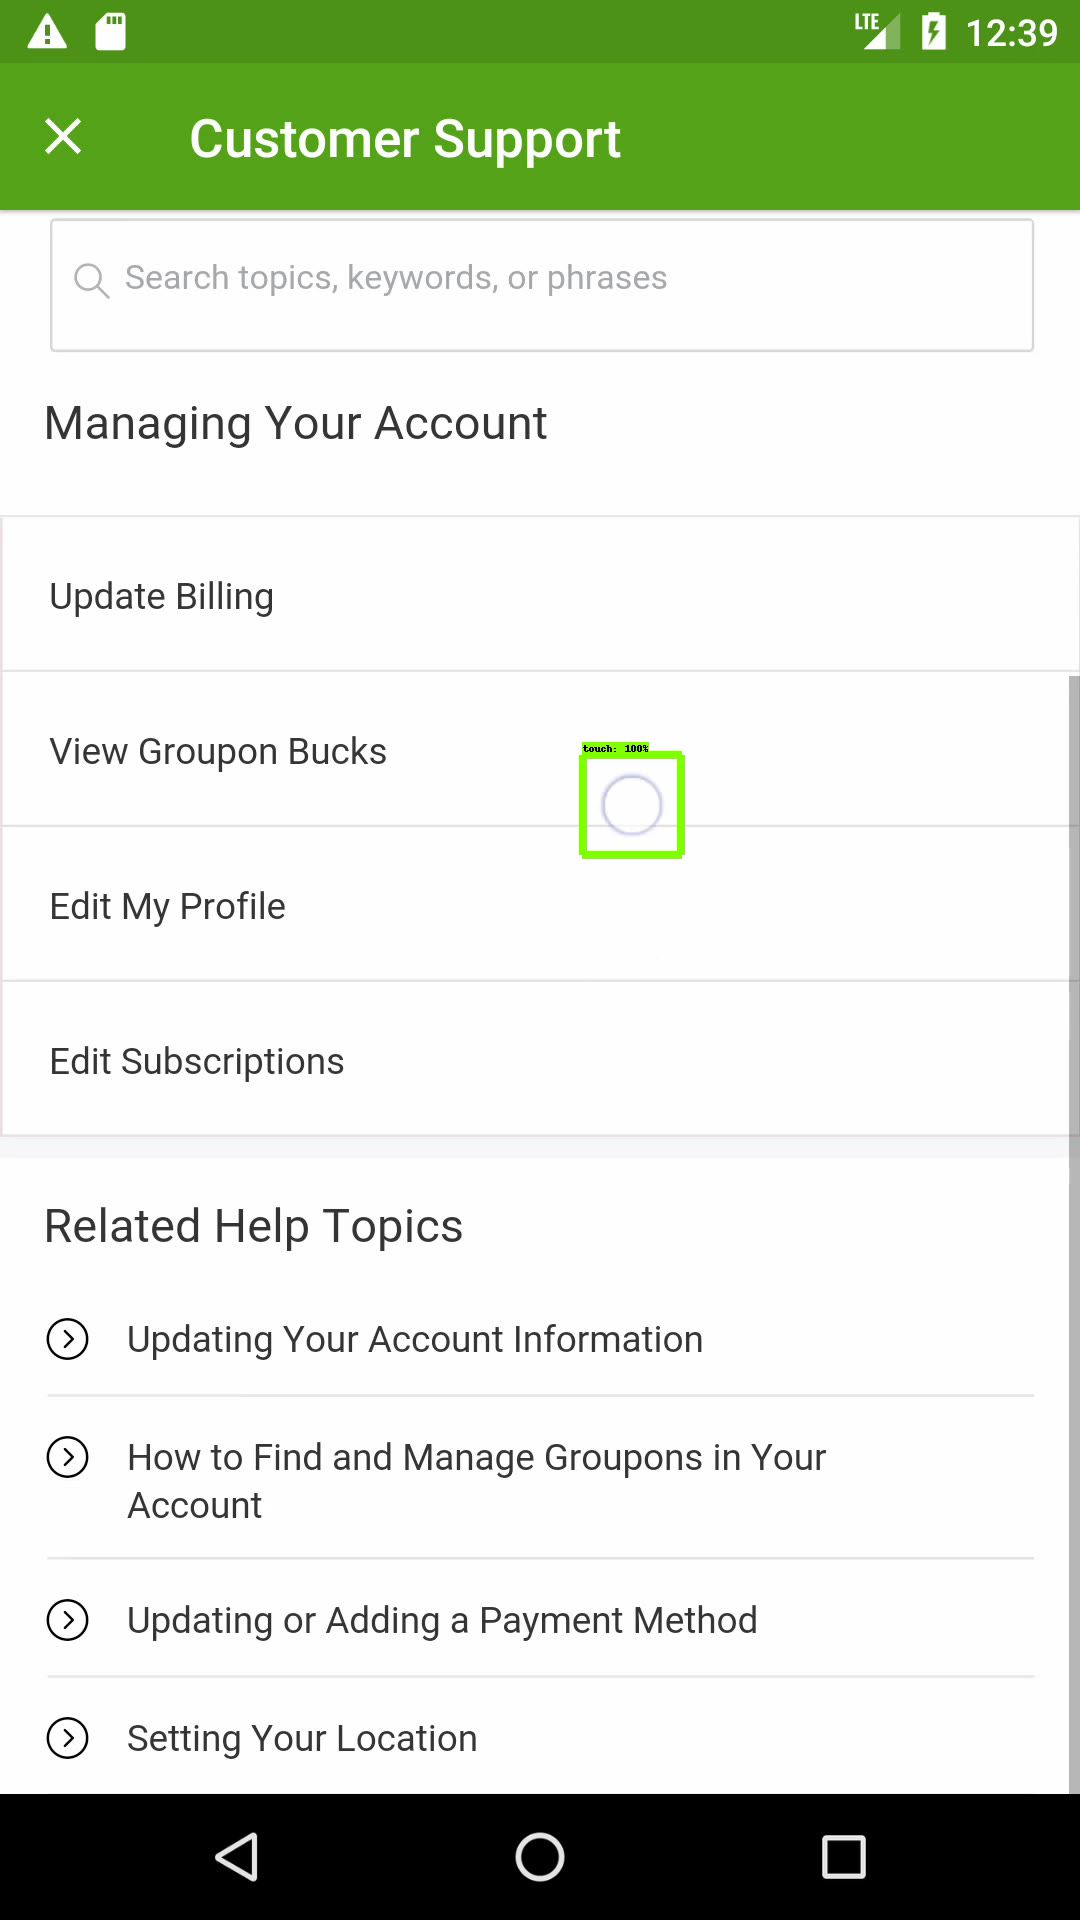 LTE 12:39
Customer Support
Search topics, keywords, or phrases
Managing Your Account
Update Billing
View Groupon Bucks
touch: 100%
Edit My Profile
Edit Subscriptions
Related Help Topics
Updating Your Account Information
How to Find and Manage Groupons in Your
Account
Updating or Adding a Payment Method
Setting Your Location